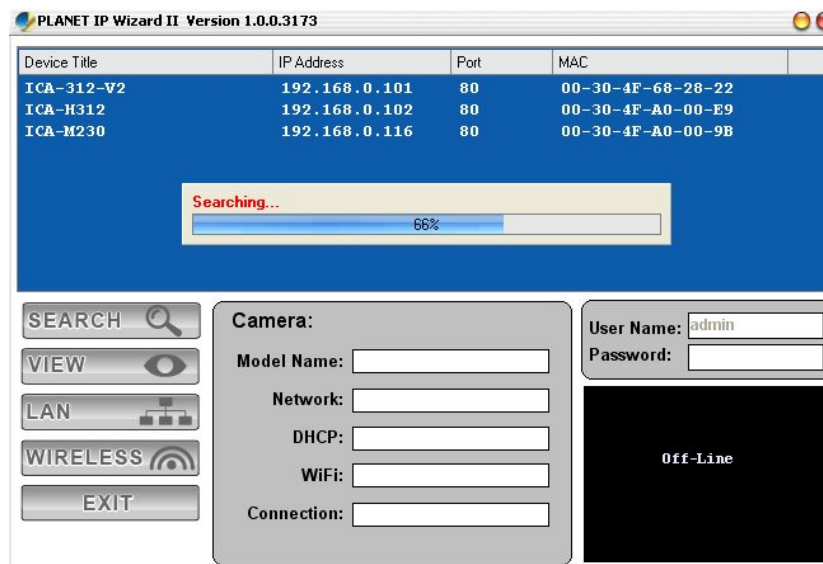 PLANET IP Wizard II Version 1.0.0.3173
Device Title IP Address Port MAC
ICA-312-V2 192.168.0.101 80 00-30-4F-68-28-22
ICA-H312 192.168.0.102 80 00-30-4F-A0-00-E9
ICA-M230 192.168.0.116 80 00-30-4F-A0-00-9B
Searching...
66%
SEARCH
VIEW
LAN
WIRELESS
EXIT
Camera:
Model Name:
Network:
DHCP:
WiFi:
Connection:
User Name: admin
Password:
Off-Line